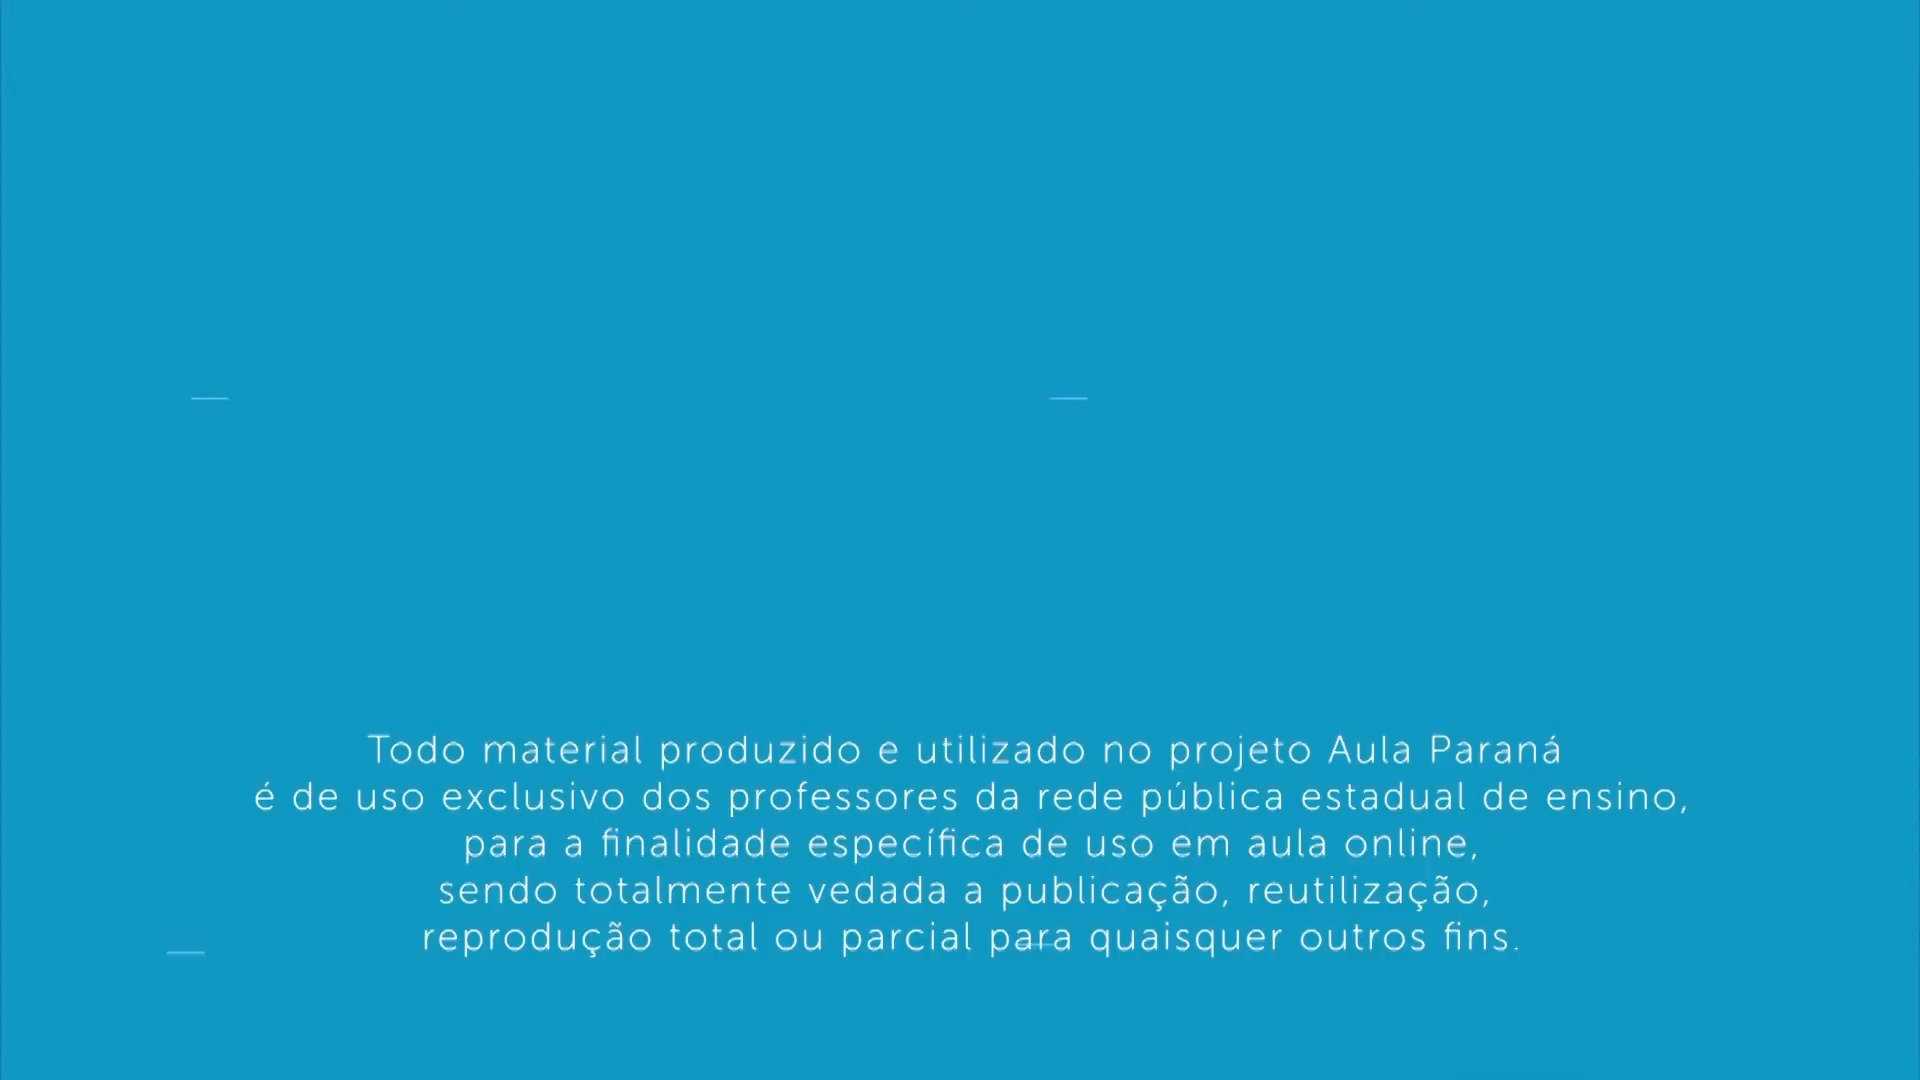 Todo material produzido e utilizado no projeto Aula Paraná
é de uso exclusivo dos professores da rede pública estadual de ensino,
para a finalidade específica de uso em aula online,
sendo totalmente vedada a publicação, reutilização,
reprodução total ou parcial para quaisquer outros fins.